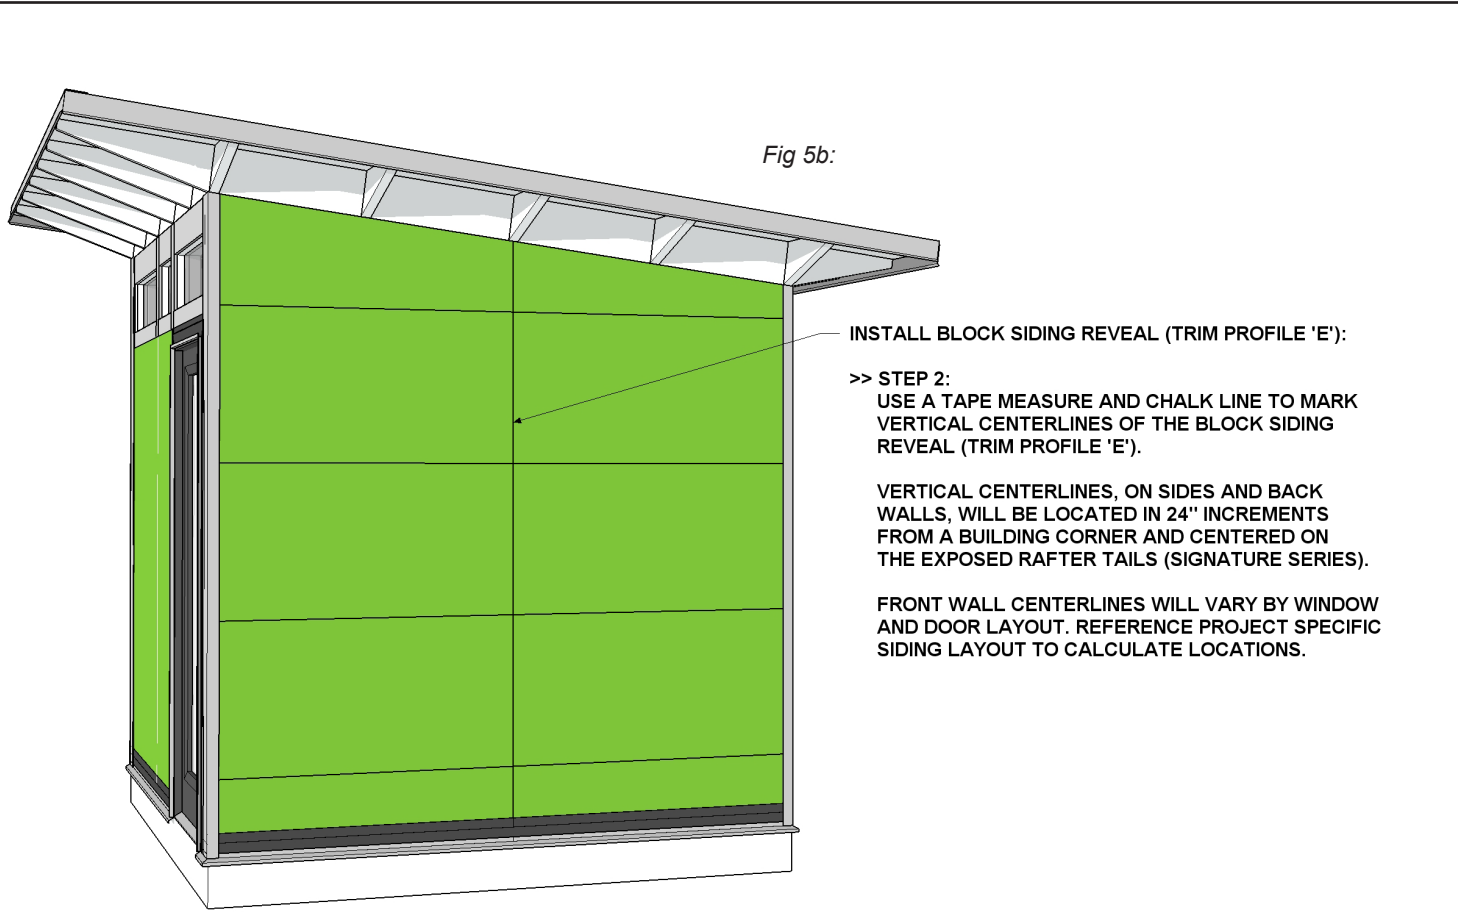 Fig 5b:
INSTALL BLOCK SIDING REVEAL (TRIM PROFILE 'E'):
>> STEP 2:
USE A TAPE MEASURE AND CHALK LINE TO MARK
VERTICAL CENTERLINES OF THE BLOCK SIDING
REVEAL (TRIM PROFILE 'E').
VERTICAL CENTERLINES, ON SIDES AND BACK
WALLS, WILL BE LOCATED IN 24" INCREMENTS
FROM A BUILDING CORNER AND CENTERED ON
THE EXPOSED RAFTER TAILS (SIGNATURE SERIES).
FRONT WALL CENTERLINES WILL VARY BY WINDOW
AND DOOR LAYOUT. REFERENCE PROJECT SPECIFIC
SIDING LAYOUT TO CALCULATE LOCATIONS.